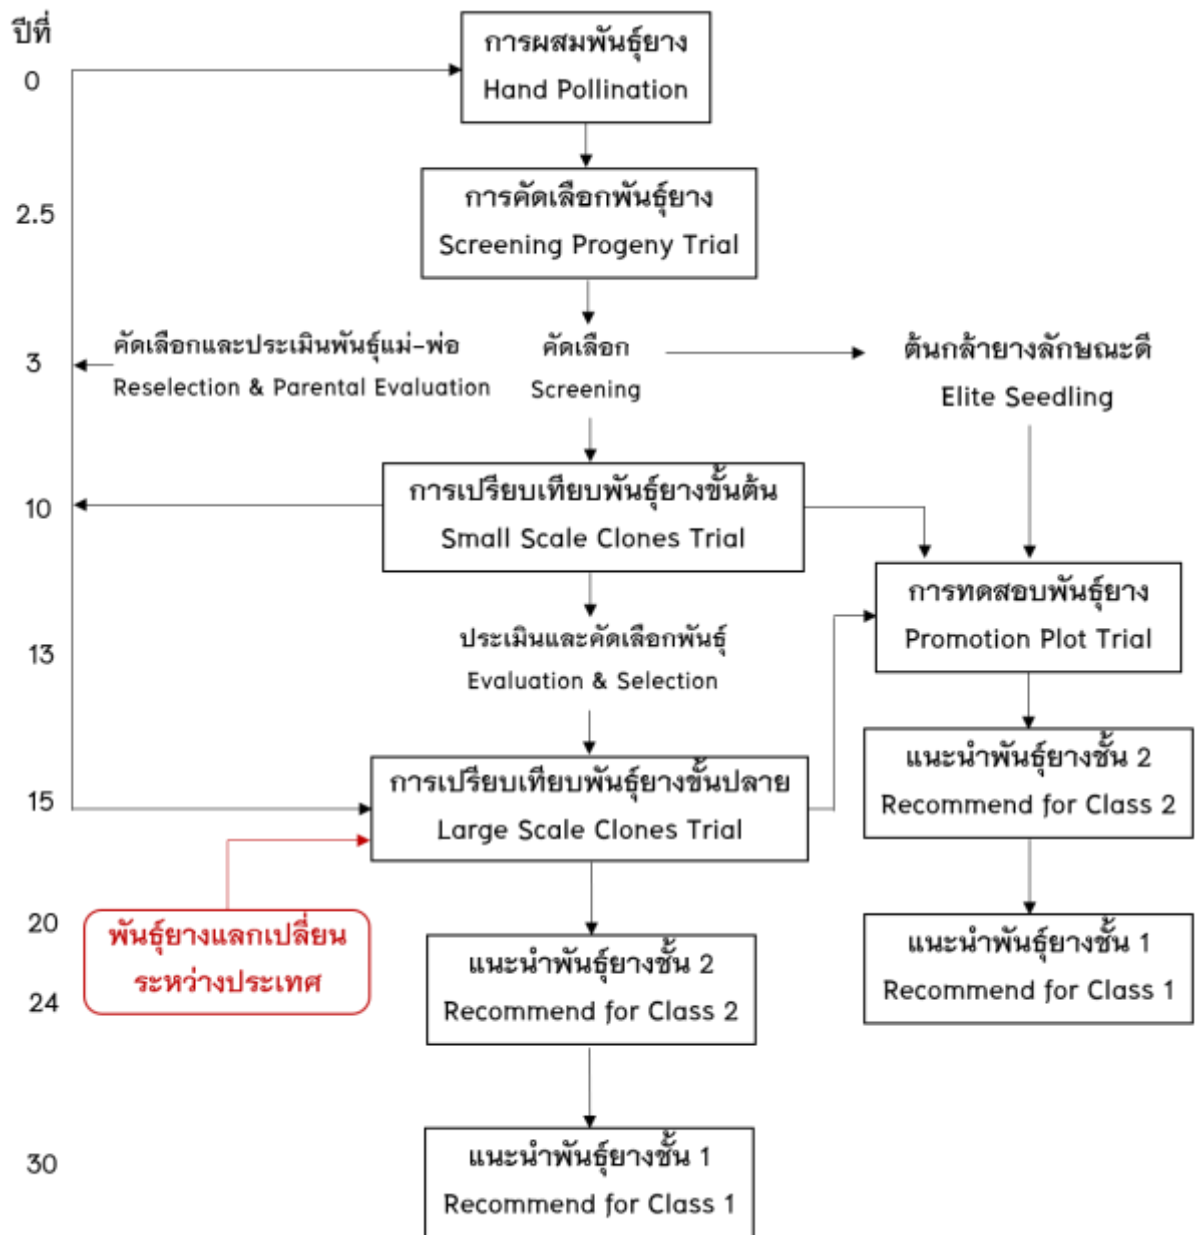 ปีที่
การผสมพันธุ์ยาง
0
Hand Pollination
การคัดเลือกพันธุ์ยาง
2.5
Screening Progeny Trial
คัดเลือกและประเมินพันธุ์แม่-พ่อ
คัดเลือก
ต้นกล้ายางลักษณะดี
3
Reselection & Parental Evaluation
Screening
Elite Seedling
การเปรียบเทียบพันธุ์ยางขั้นต้น
10
Small Scale Clones Trial
การทดสอบพันธุ์ยาง
Promotion Plot Trial
ประเมินและคัดเลือกพันธุ์
13
Evaluation & Selection
แนะนำพันธุ์ยางชั้น 2
Recommend for Class 2
การเปรียบเทียบพันธุ์ยางขั้นปลาย
15
Large Scale Clones Trial
20
พันธุ์ยางแลกเปลี่ยน
ระหว่างประเทศ
24
แนะนำพันธุ์ยางชั้น 2
Recommend for Class 2
แนะนำพันธุ์ยางชั้น 1
Recommend for Class 1
30
แนะนำพันธุ์ยางชั้น 1
Recommend for Class 1